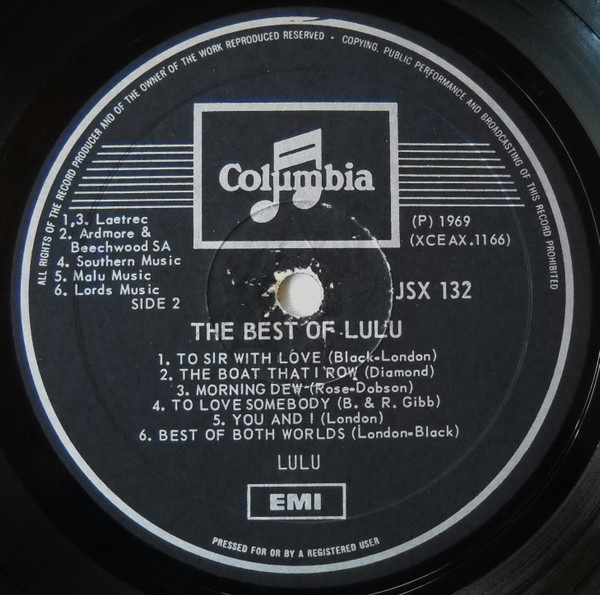 ALL RIGHTS OF THE RECORD PRODUCER AND OF THE OWNER OF THE WORK REPRODUCED RESERVED · COPYING, PUBLIC PERFORMANCE AND BROADCASTING OF THIS RECORD PROHIBITED
Columbia
1,3. Laetrec
2. Ardmore &
Beechwood SA
4. Southern Music
5. Malu Music
6. Lords Music
SIDE 2
(P) 1969
(XCEAX.1166)
JSX 132
THE BEST OF LULU
1. TO SIR WITH LOVE (Black-London)
2. THE BOAT THAT I ROW (Diamond)
3. MORNING DEW (Rose-Dobson)
4. TO LOVE SOMEBODY (B. & R. Gibb)
5. YOU AND I (London)
6. BEST OF BOTH WORLDS (London-Black)
LULU
EMI
PRESSED FOR OR BY A REGISTERED USER